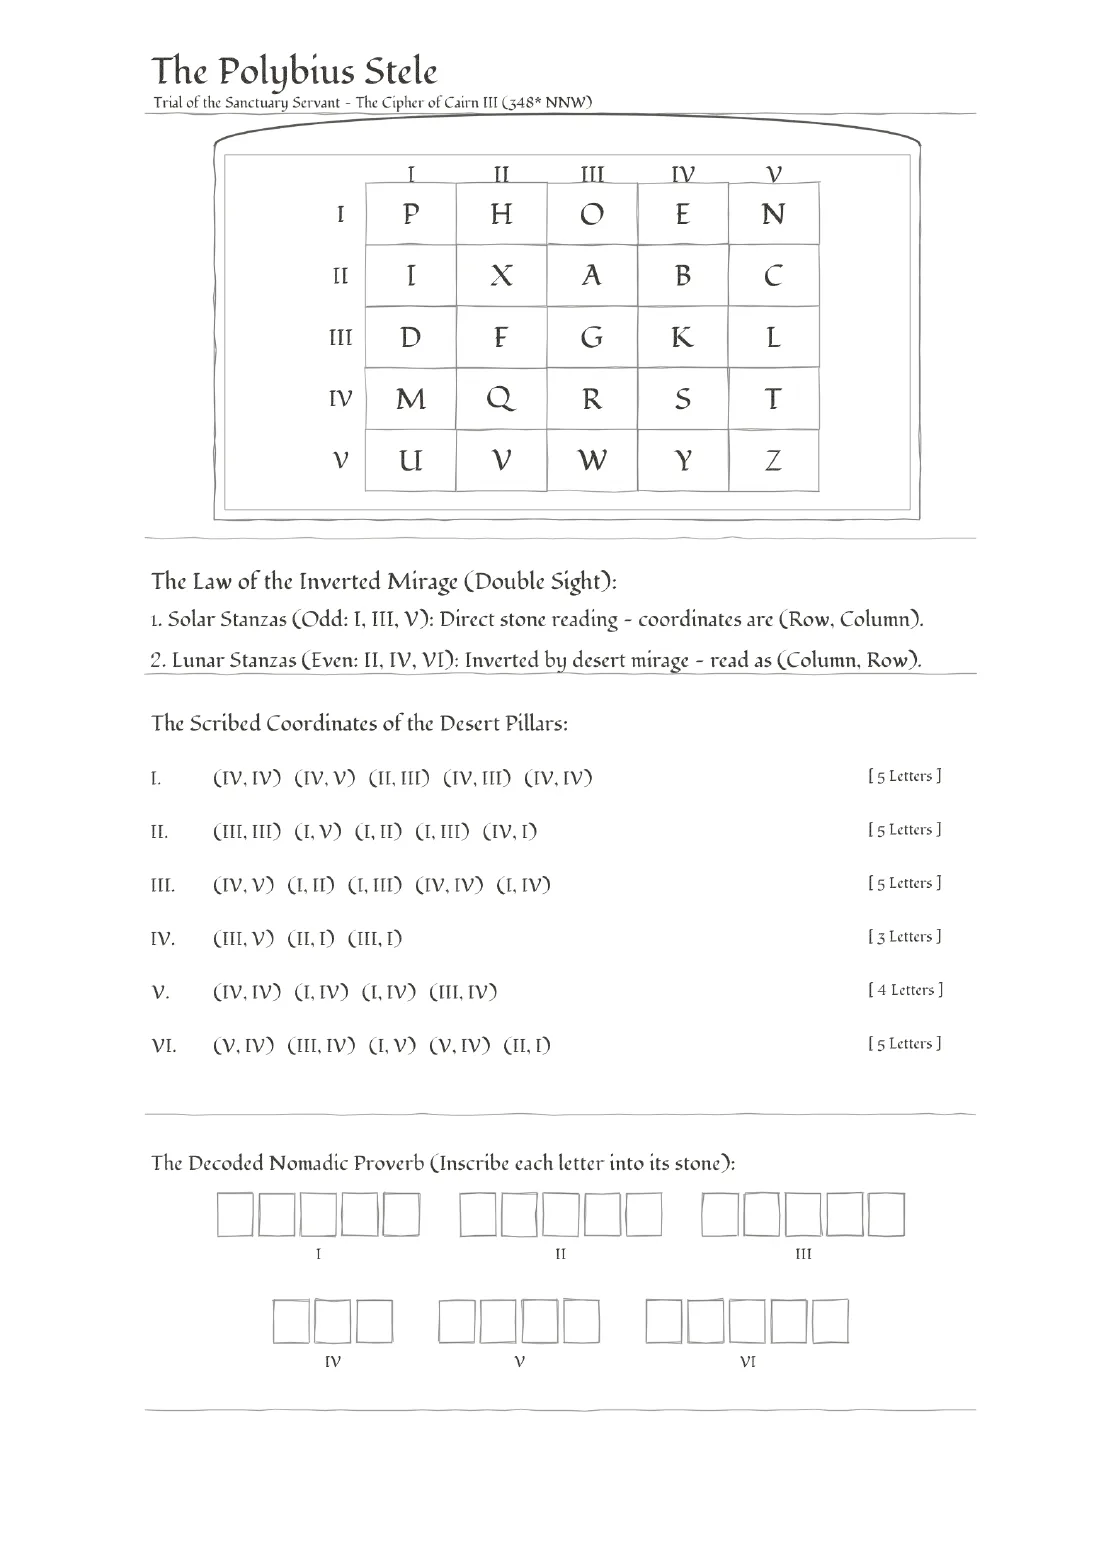 The Polybius Stele
Trial of the Sanctuary Servant - The Cipher of Cairn III (348* NNW)
I II III IV V
I P H O E N
II I X A B C
III D F G K L
IV M Q R S T
V U V W Y Z
The Law of the Inverted Mirage (Double Sight):
1. Solar Stanzas (Odd: I, III, V): Direct stone reading - coordinates are (Row, Column).
2. Lunar Stanzas (Even: II, IV, VI): Inverted by desert mirage - read as (Column, Row).
The Scribed Coordinates of the Desert Pillars:
I. (IV, IV) (IV, V) (II, III) (IV, III) (IV, IV) [ 5 Letters ]
II. (III, III) (I, V) (I, II) (I, III) (IV, I) [ 5 Letters ]
III. (IV, V) (I, II) (I, III) (IV, IV) (I, IV) [ 5 Letters ]
IV. (III, V) (II, I) (III, I) [ 3 Letters ]
V. (IV, IV) (I, IV) (I, IV) (III, IV) [ 4 Letters ]
VI. (V, IV) (III, IV) (I, V) (V, IV) (II, I) [ 5 Letters ]
The Decoded Nomadic Proverb (Inscribe each letter into its stone):
I II III
IV V VI